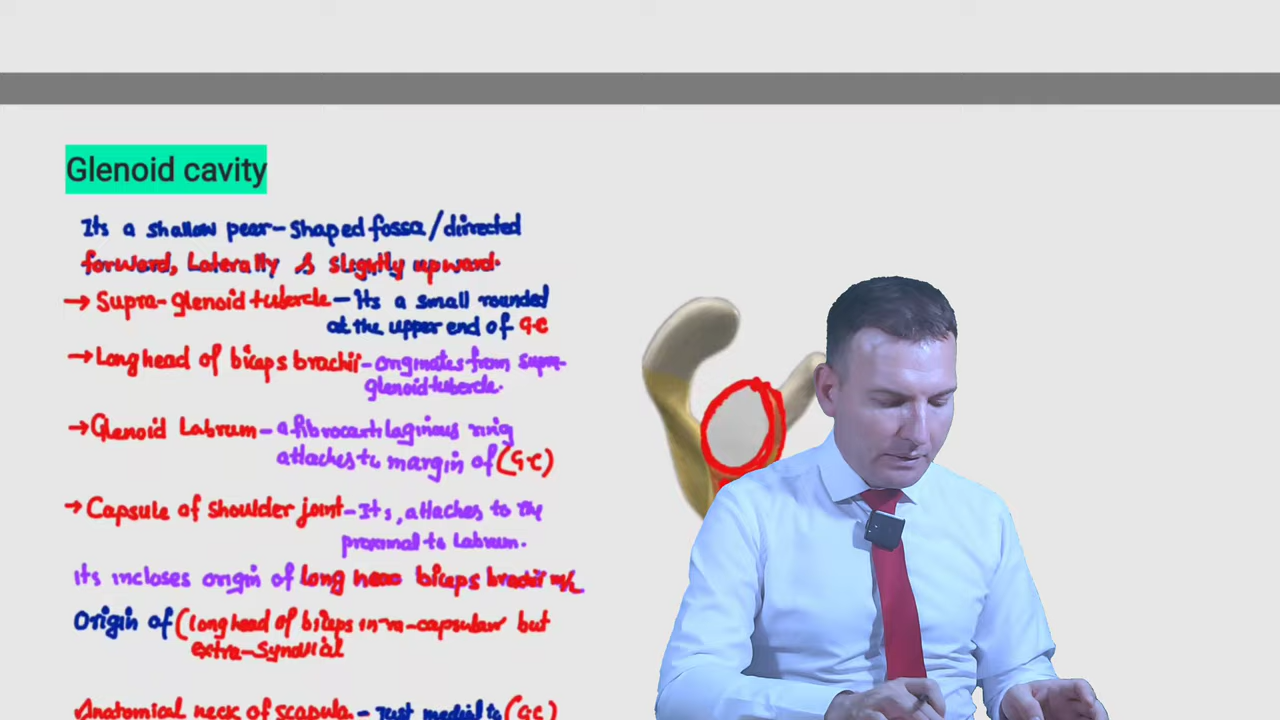 Glenoid cavity
Its a shallow pear-shaped fossa/directed
forward, Laterally & slightly upward.
→ Supra-glenoid tubercle - Its a small rounded
at the upper end of GC
→ Long head of biceps brachii - originates from supra-
glenoid tubercle.
→ Glenoid Labrum - a fibrocartilaginous ring
attaches to margin of (GC)
→ Capsule of Shoulder joint - Its, attaches to the
proximal to Labrum.
Its incloses origin of long head biceps brachii
Origin of (long head of biceps intra-capsular but
extra-synovial
Anatomical neck of scapula - Just medial to (GC)